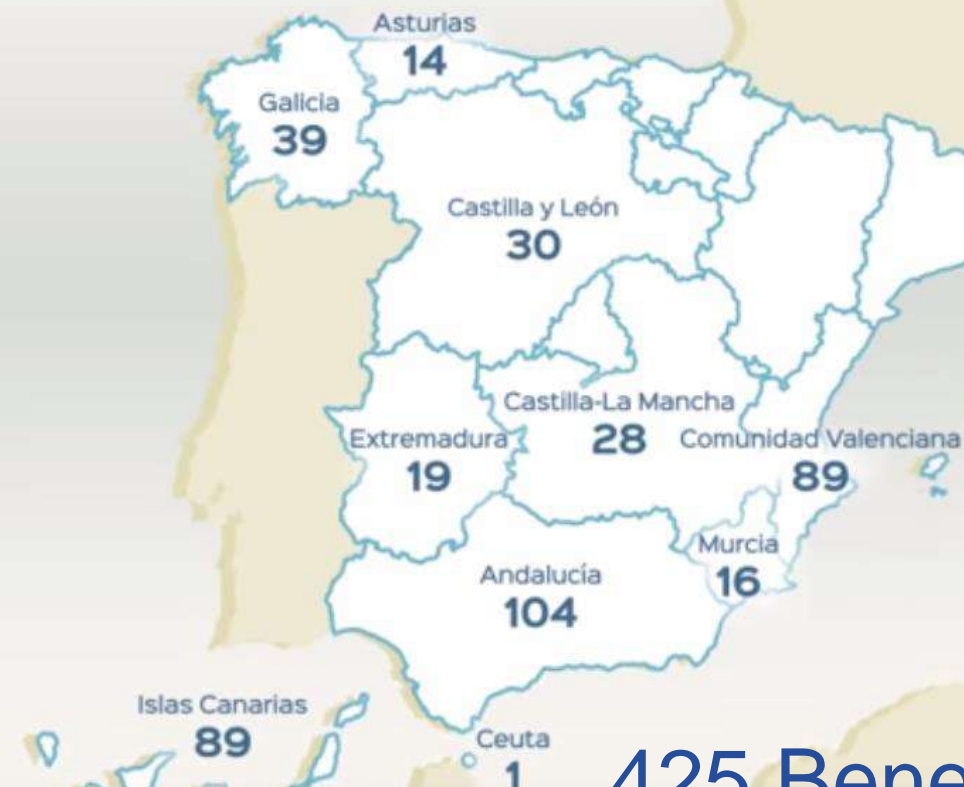 Asturias
14
Galicia
39
Castilla y León
30
Castilla-La Mancha
28
Comunidad Valenciana
89
Extremadura
19
Murcia
16
Andalucía
104
Islas Canarias
89
Ceuta
1
425